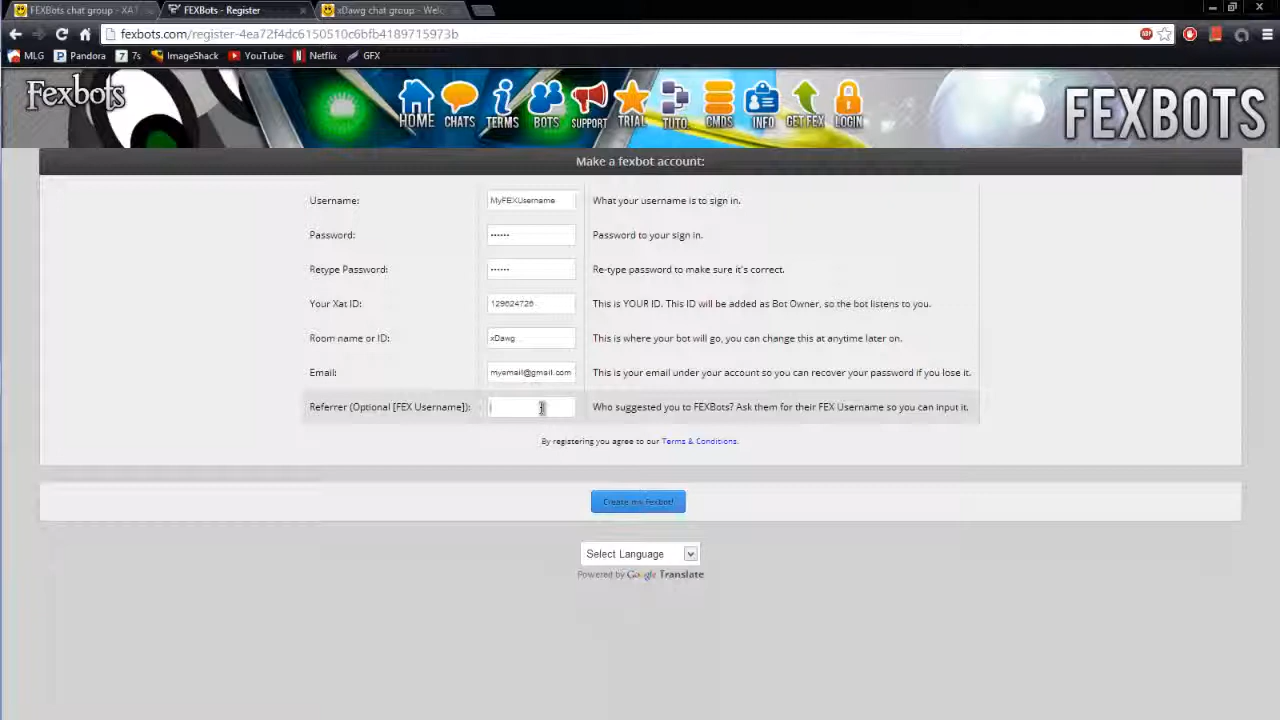 FEXBots chat group - XAT
FEXBots - Register
xDawg chat group - Welc
fexbots.com/register-4ea72f4dc6150510c6bfb4189715973b
MLG Pandora 7s ImageShack YouTube Netflix GFX
Fexbots HOME CHATS TERMS BOTS SUPPORT TRIAL TUTO CMDS INFO GET FEX LOGIN FEXBOTS
Make a fexbot account:
Username: MyFEXUsername What your username is to sign in.
Password: •••••• Password to your sign in.
Retype Password: •••••• Re-type password to make sure it's correct.
Your Xat ID: 129624726 This is YOUR ID. This ID will be added as Bot Owner, so the bot listens to you.
Room name or ID: xDawg This is where your bot will go, you can change this at anytime later on.
Email: myemail@gmail.com This is your email under your account so you can recover your password if you lose it.
Referrer (Optional [FEX Username]): Who suggested you to FEXBots? Ask them for their FEX Username so you can input it.
By registering you agree to our Terms & Conditions.
Create my Fexbot!
Select Language
Powered by Google Translate